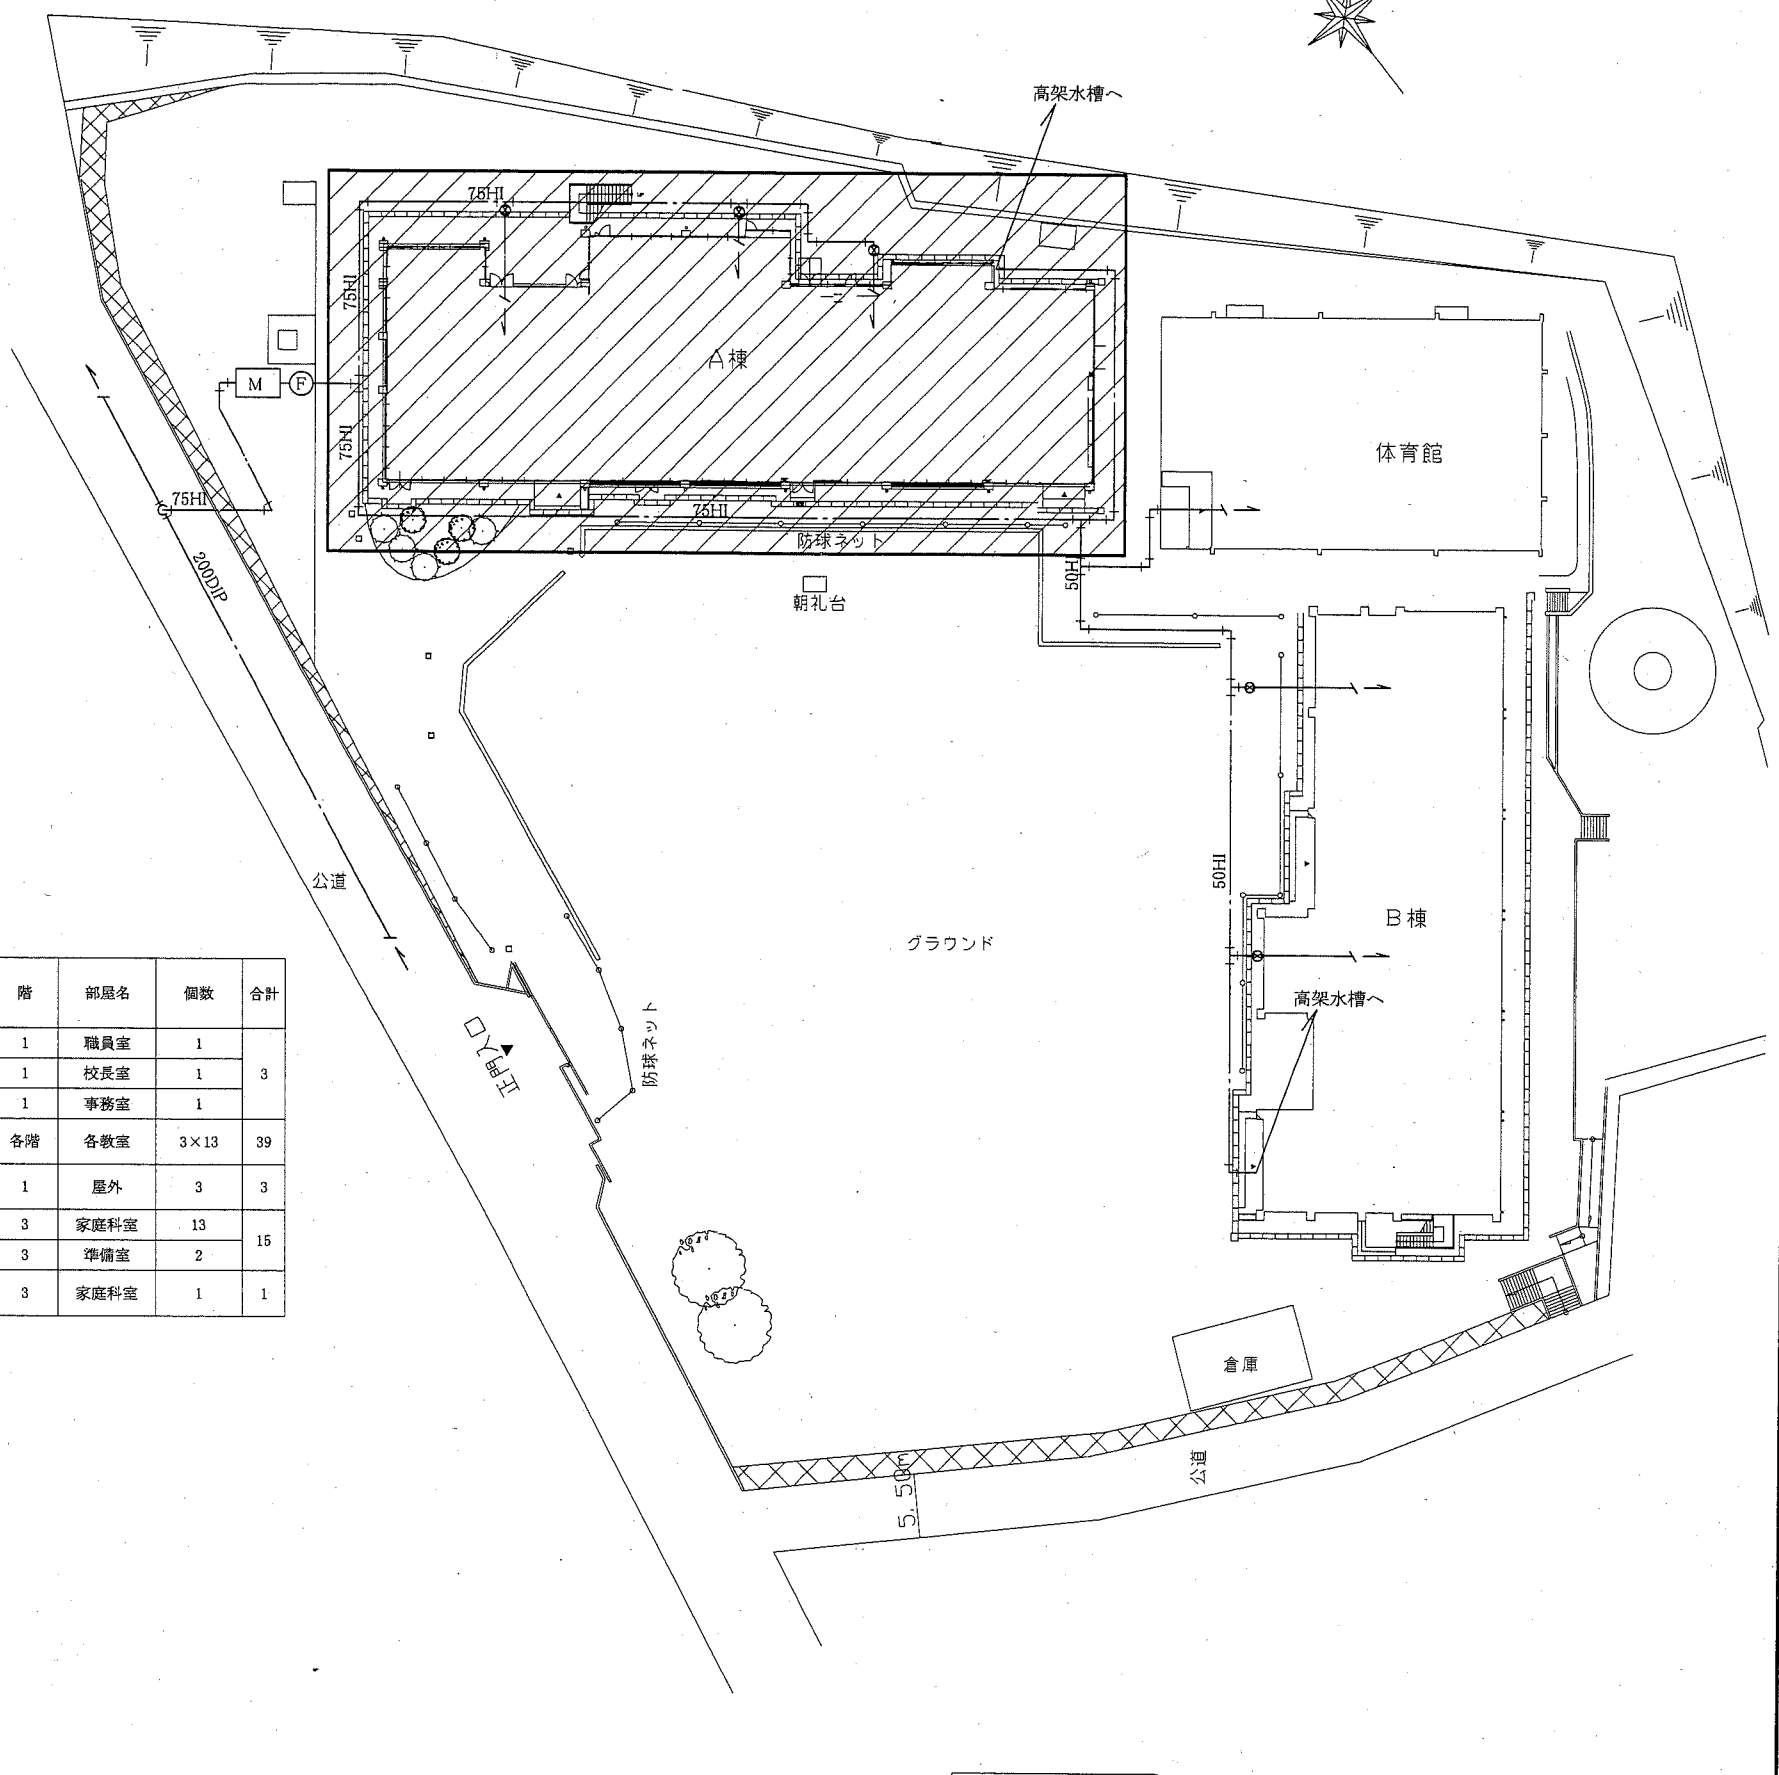 高架水槽へ
75HI
75HI
A棟
M
F
体育館
75HI
75HI
75HI
防球ネット
200DIP
50HI
朝礼台
公道
50HI
B棟
グラウンド
高架水槽へ
正門入口
防球ネット
階 部屋名 個数 合計
1 職員室 1
1 校長室 1 3
1 事務室 1
各階 各教室 3×13 39
1 屋外 3 3
3 家庭科室 13
3 準備室 2 15
3 家庭科室 1 1
倉庫
公道
5.50m